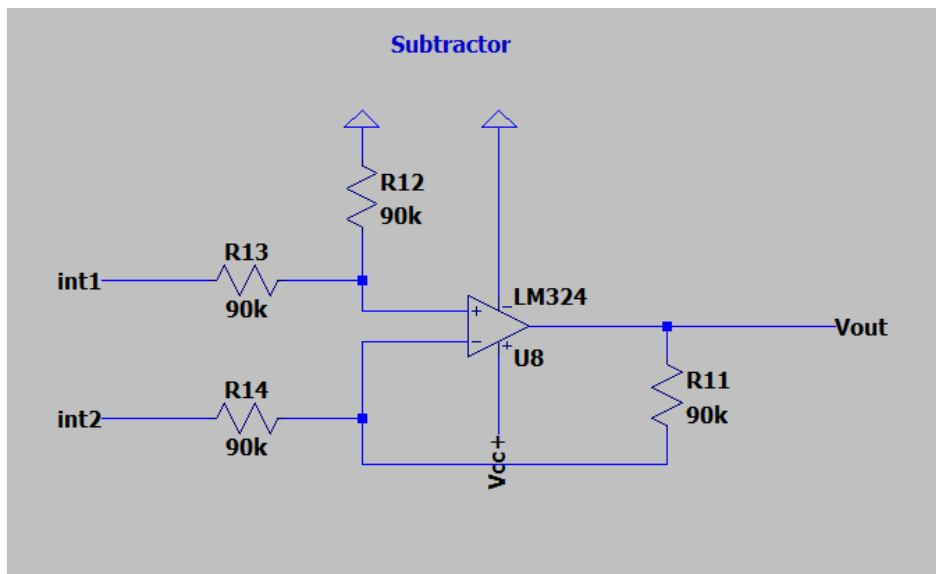 Subtractor
R12
90k
R13
90k
int1
LM324
U8
Vout
R14
90k
int2
R11
90k
Vcc+